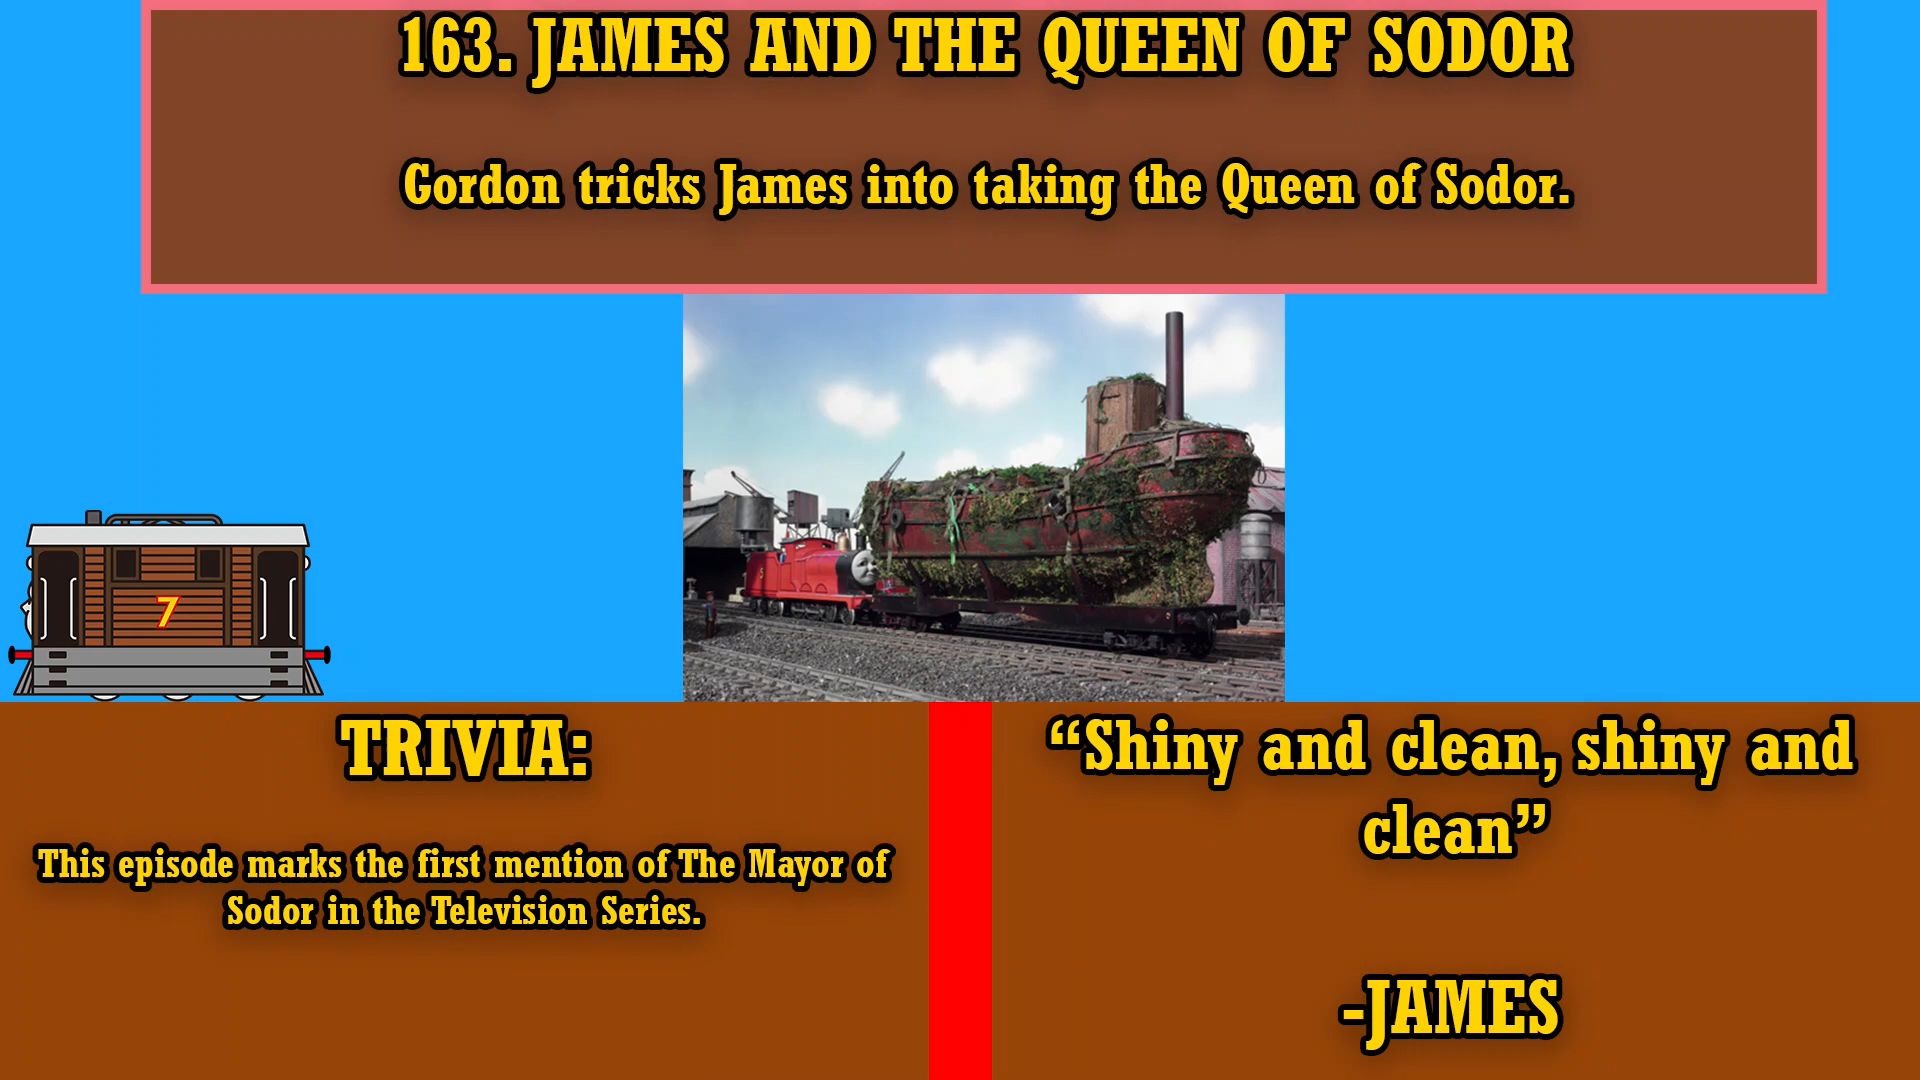 163. JAMES AND THE QUEEN OF SODOR
Gordon tricks James into taking the Queen of Sodor.
7
5
TRIVIA:
This episode marks the first mention of The Mayor of
Sodor in the Television Series.
“Shiny and clean, shiny and
clean”
-JAMES